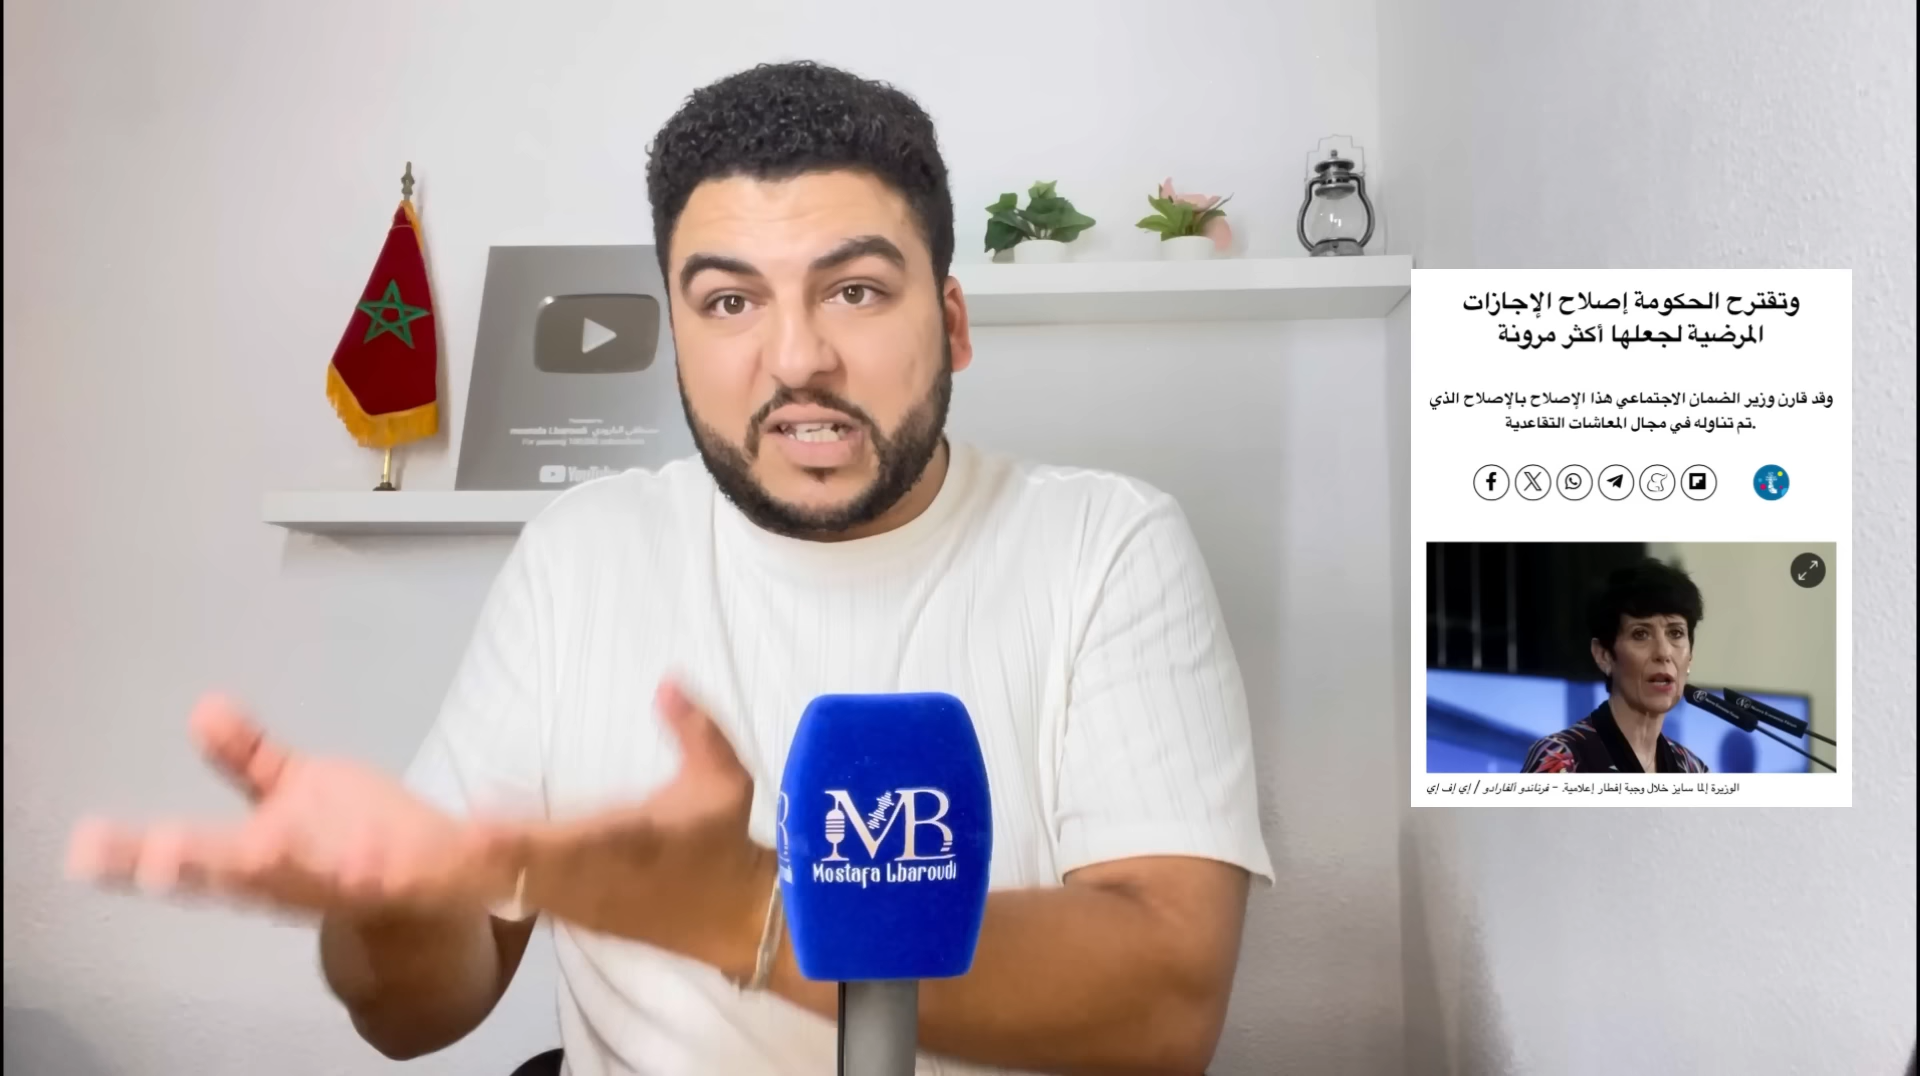 وتقترح الحكومة إصلاح الإجازات
المرضية لجعلها أكثر مرونة
وقد قارن وزير الضمان الاجتماعي هذا الإصلاح بالإصلاح الذي
.تم تناوله في مجال المعاشات التقاعدية
الوزيرة إلما سايز خلال وجبة إفطار إعلامية. - فرناندو ألفارادو / إي إف إي
MB
Mostafa Lbaroudi